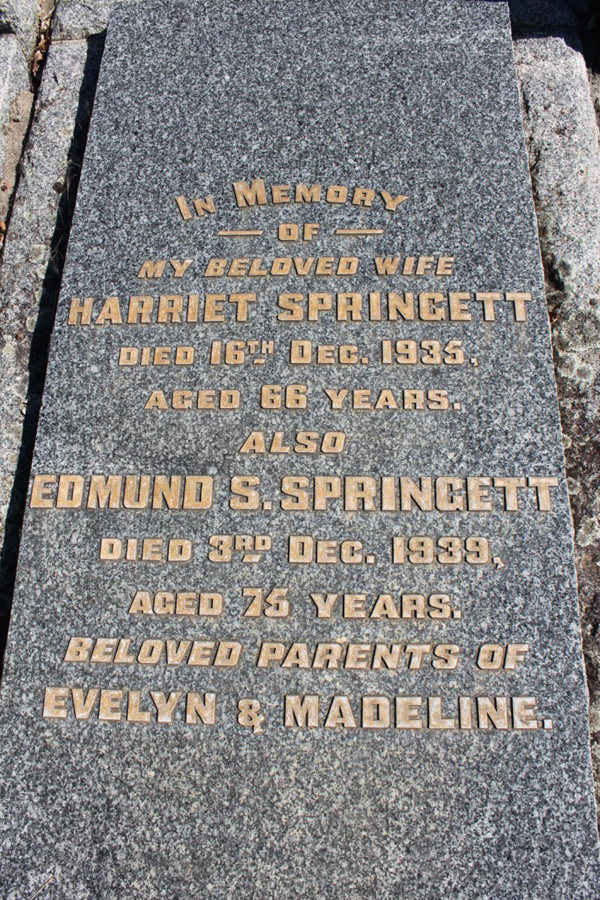 IN MEMORY
OF
MY BELOVED WIFE
HARRIET SPRINGETT
DIED 16TH DEC. 1935,
AGED 66 YEARS.
ALSO
EDMUND S. SPRINGETT
DIED 3RD DEC. 1939,
AGED 75 YEARS.
BELOVED PARENTS OF
EVELYN & MADELINE.